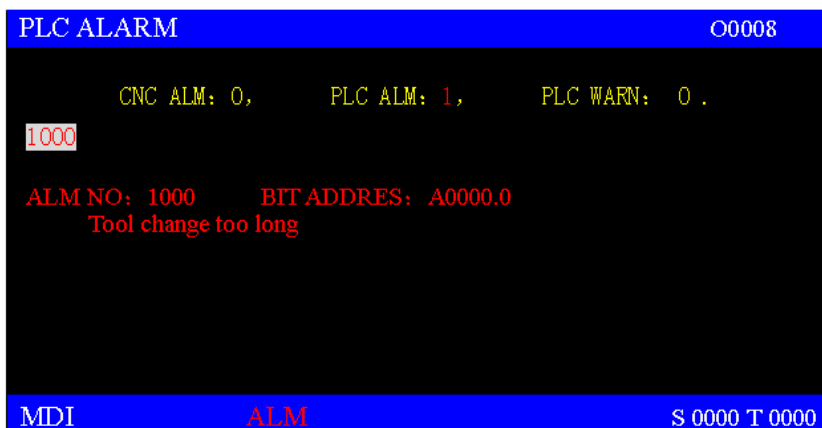 PLC ALARM O0008
CNC ALM: 0, PLC ALM: 1, PLC WARN: 0 .
1000
ALM NO: 1000 BIT ADDRES: A0000.0
Tool change too long
MDI ALM S 0000 T 0000